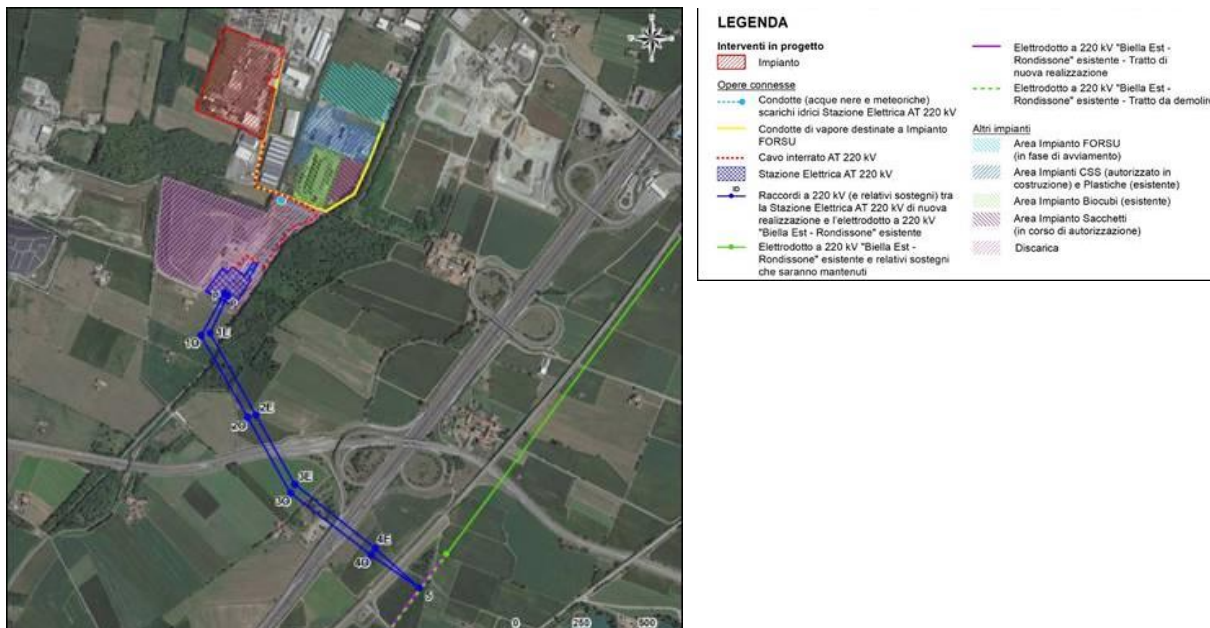 1O
1E
2E
2O
3E
3O
4E
4O
5
0
250
500
LEGENDA
Interventi in progetto
Impianto
Opere connesse
Condotte (acque nere e meteoriche)
scarichi idrici Stazione Elettrica AT 220 kV
Condotte di vapore destinate a Impianto
FORSU
Cavo interrato AT 220 kV
Stazione Elettrica AT 220 kV
ID
Raccordi a 220 kV (e relativi sostegni) tra
la Stazione Elettrica AT 220 kV di nuova
realizzazione e l'elettrodotto a 220 kV
"Biella Est - Rondissone" esistente
Elettrodotto a 220 kV "Biella Est -
Rondissone" esistente e relativi sostegni
che saranno mantenuti
Elettrodotto a 220 kV "Biella Est -
Rondissone" esistente - Tratto di
nuova realizzazione
Elettrodotto a 220 kV "Biella Est -
Rondissone" esistente - Tratto da demolire
Altri impianti
Area Impianto FORSU
(in fase di avviamento)
Area Impianti CSS (autorizzato in
costruzione) e Plastiche (esistente)
Area Impianto Biocubi (esistente)
Area Impianto Sacchetti
(in corso di autorizzazione)
Discarica